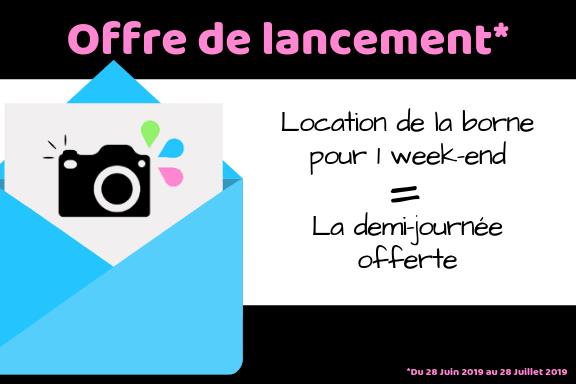 Offre de lancement*
Location de la borne
pour 1 week-end
=
La demi-journée
offerte
*Du 28 Juin 2019 au 28 Juillet 2019